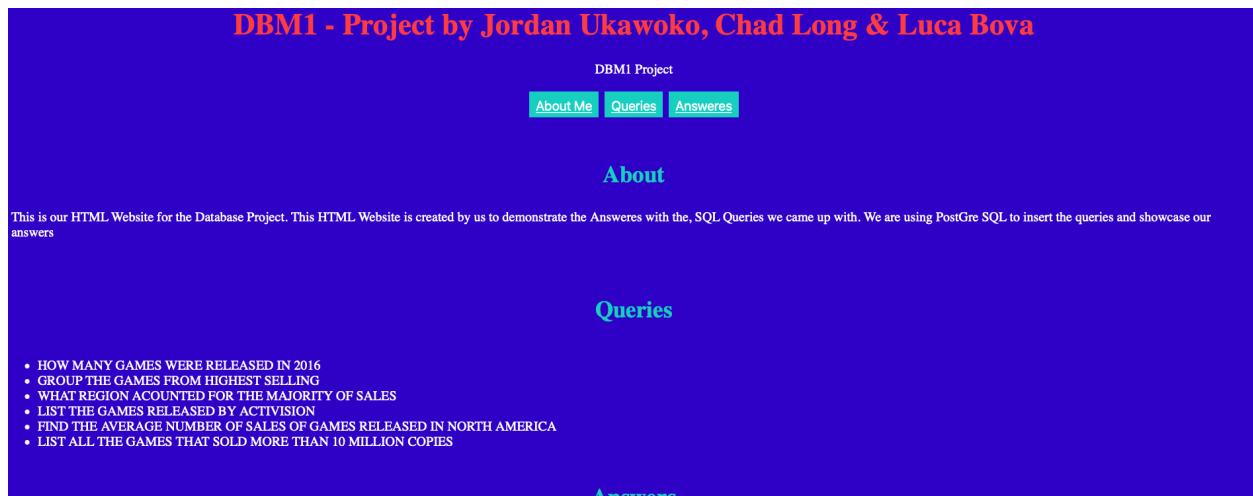 DBM1 - Project by Jordan Ukawoko, Chad Long & Luca Bova
DBM1 Project
About Me Queries Answeres
About
This is our HTML Website for the Database Project. This HTML Website is created by us to demonstrate the Answeres with the, SQL Queries we came up with. We are using PostGre SQL to insert the queries and showcase our
answers
Queries
• HOW MANY GAMES WERE RELEASED IN 2016
• GROUP THE GAMES FROM HIGHEST SELLING
• WHAT REGION ACOUNTED FOR THE MAJORITY OF SALES
• LIST THE GAMES RELEASED BY ACTIVISION
• FIND THE AVERAGE NUMBER OF SALES OF GAMES RELEASED IN NORTH AMERICA
• LIST ALL THE GAMES THAT SOLD MORE THAN 10 MILLION COPIES
Answers